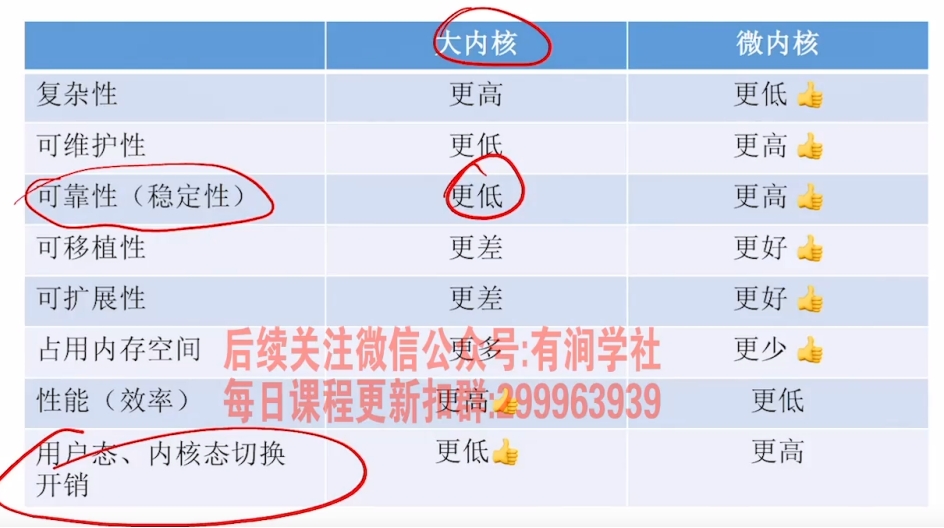 大内核 微内核
复杂性 更高 更低👍
可维护性 更低 更高👍
可靠性（稳定性） 更低 更高👍
可移植性 更差 更好👍
可扩展性 更差 更好👍
占用内存空间 更多 更少👍
后续关注微信公众号:有涧学社
性能（效率） 更高👍 更低
每日课程更新扣群:299963939
用户态、内核态切换 更低👍 更高
开销